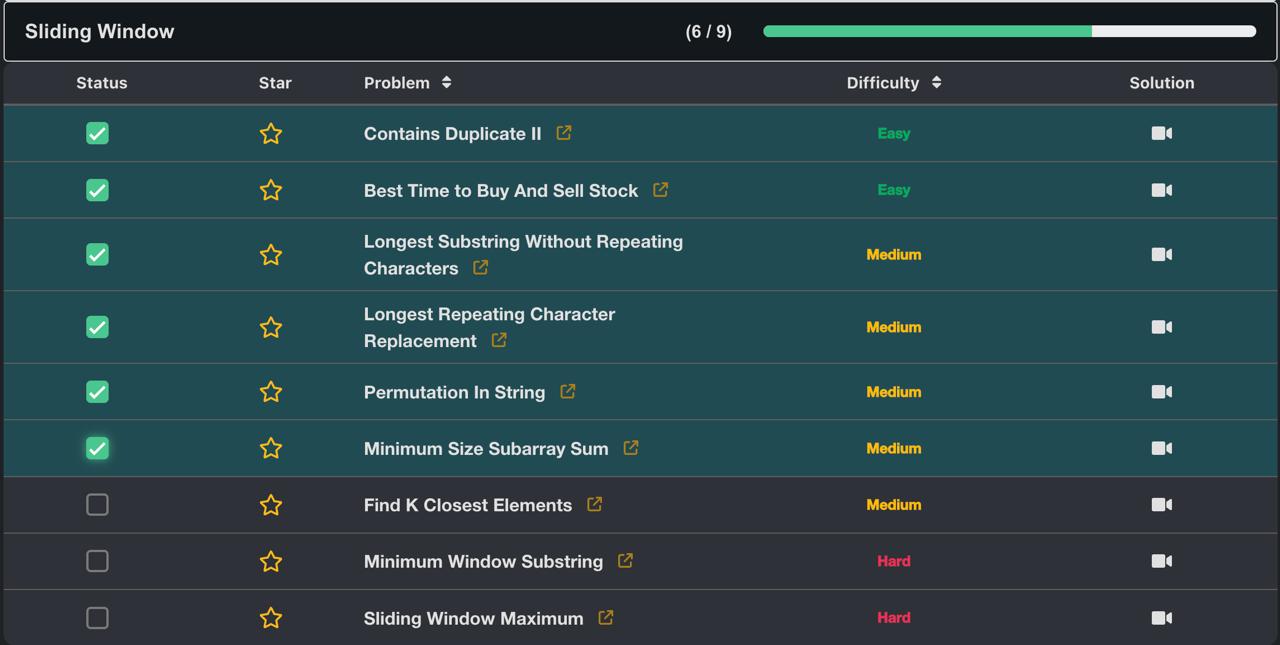 Sliding Window (6 / 9)
Status Star Problem Difficulty Solution
Contains Duplicate II Easy
Best Time to Buy And Sell Stock Easy
Longest Substring Without Repeating
Characters Medium
Longest Repeating Character
Replacement Medium
Permutation In String Medium
Minimum Size Subarray Sum Medium
Find K Closest Elements Medium
Minimum Window Substring Hard
Sliding Window Maximum Hard